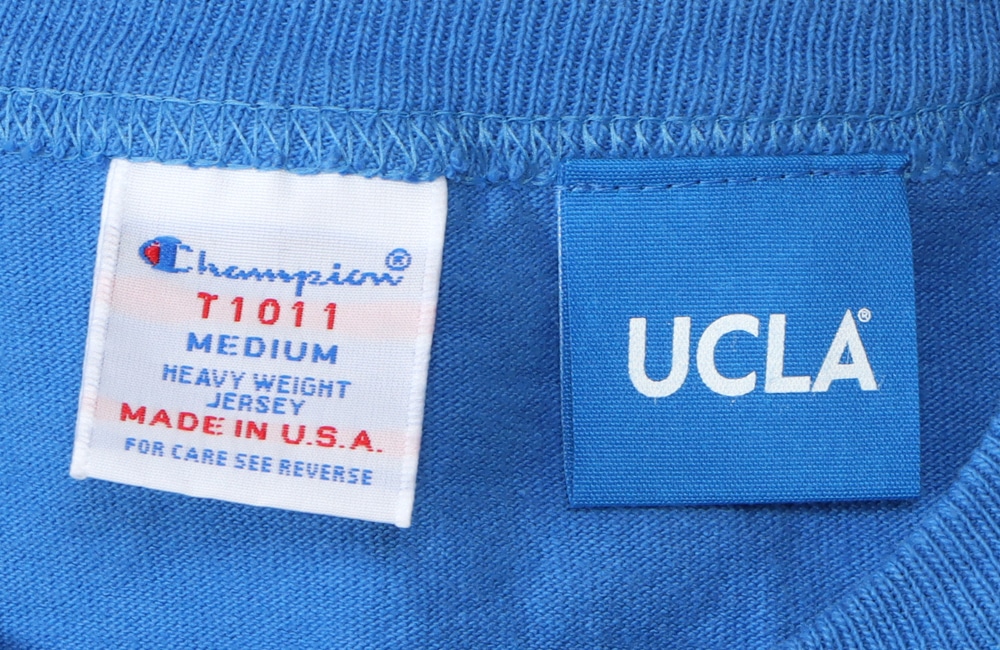 Champion®
T1011
MEDIUM
HEAVY WEIGHT
JERSEY
MADE IN U.S.A.
FOR CARE SEE REVERSE
UCLA®